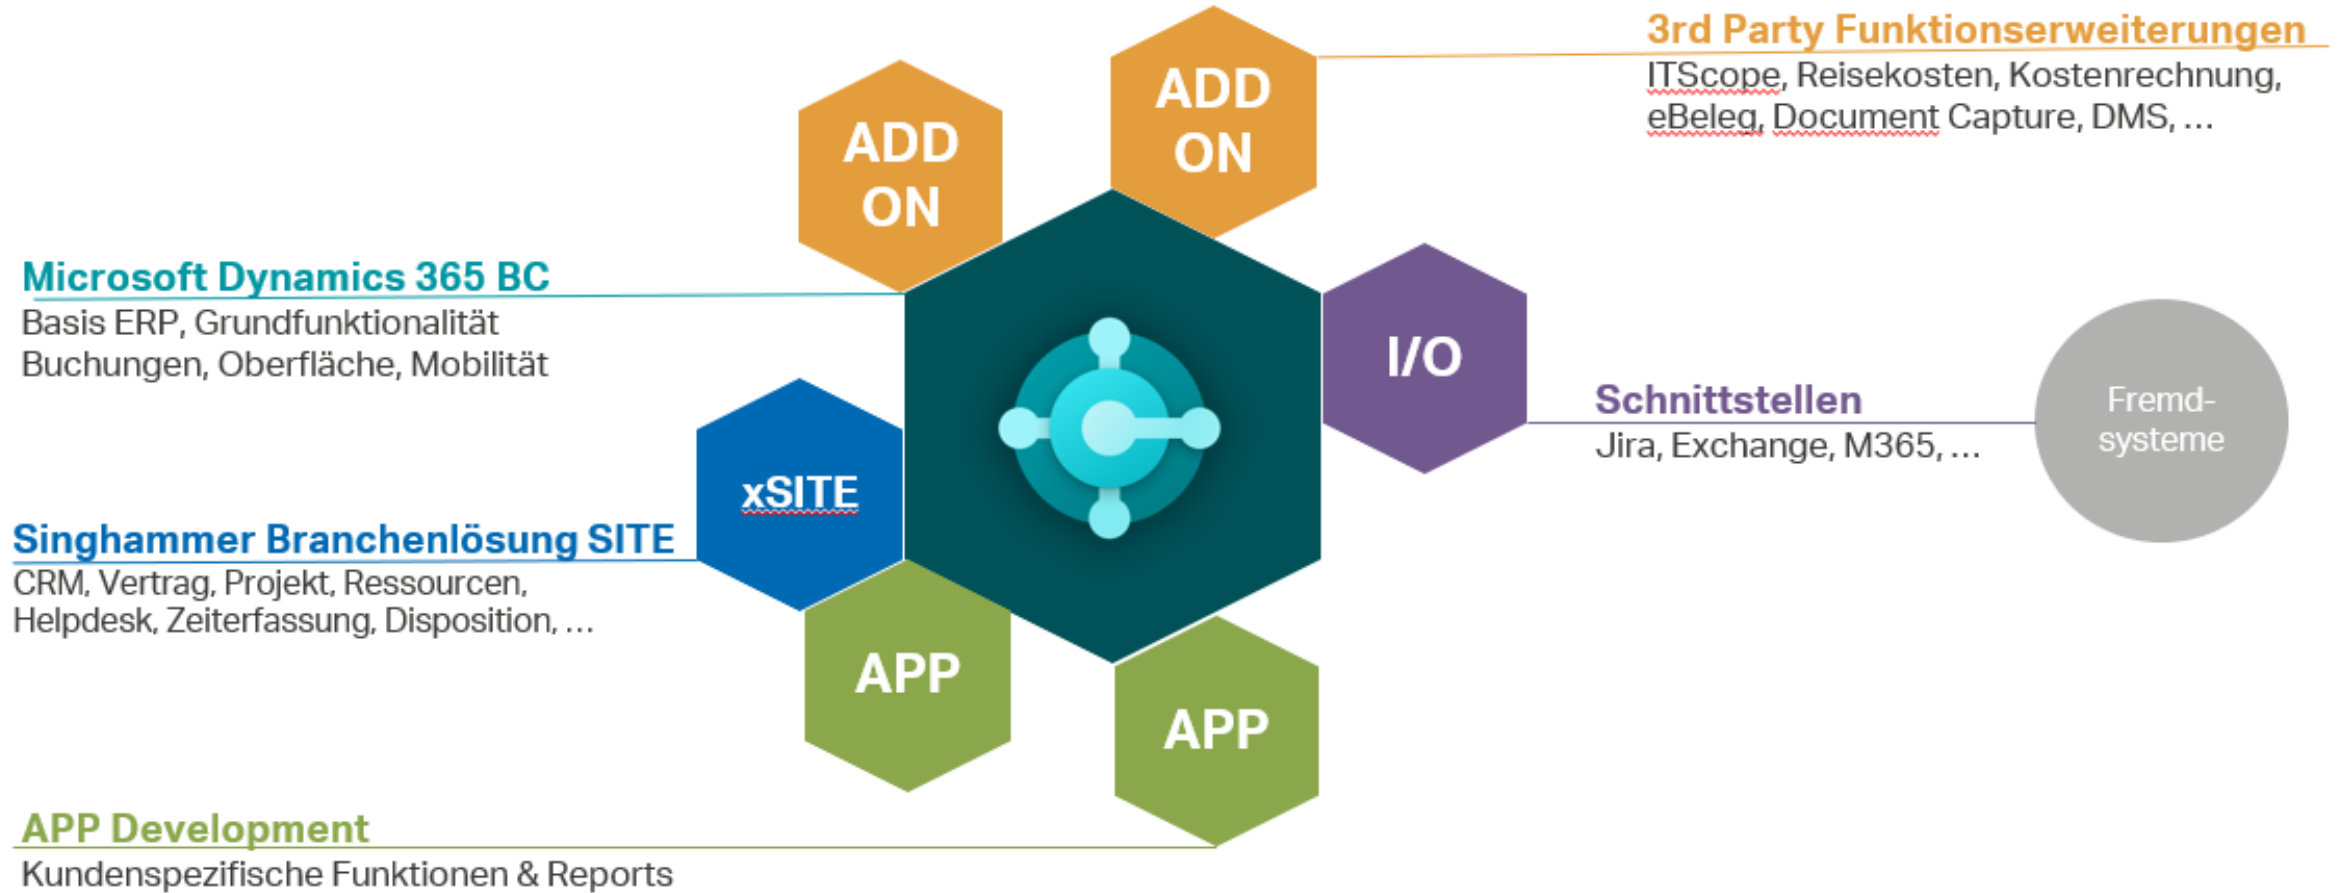 3rd Party Funktionserweiterungen
ITScope, Reisekosten, Kostenrechnung,
eBeleg, Document Capture, DMS, ...
ADD
ON
ADD
ON
Microsoft Dynamics 365 BC
Basis ERP, Grundfunktionalität
Buchungen, Oberfläche, Mobilität
I/O
Schnittstellen
Jira, Exchange, M365, ...
Fremd-
systeme
xSITE
Singhammer Branchenlösung SITE
CRM, Vertrag, Projekt, Ressourcen,
Helpdesk, Zeiterfassung, Disposition, ...
APP
APP
APP Development
Kundenspezifische Funktionen & Reports